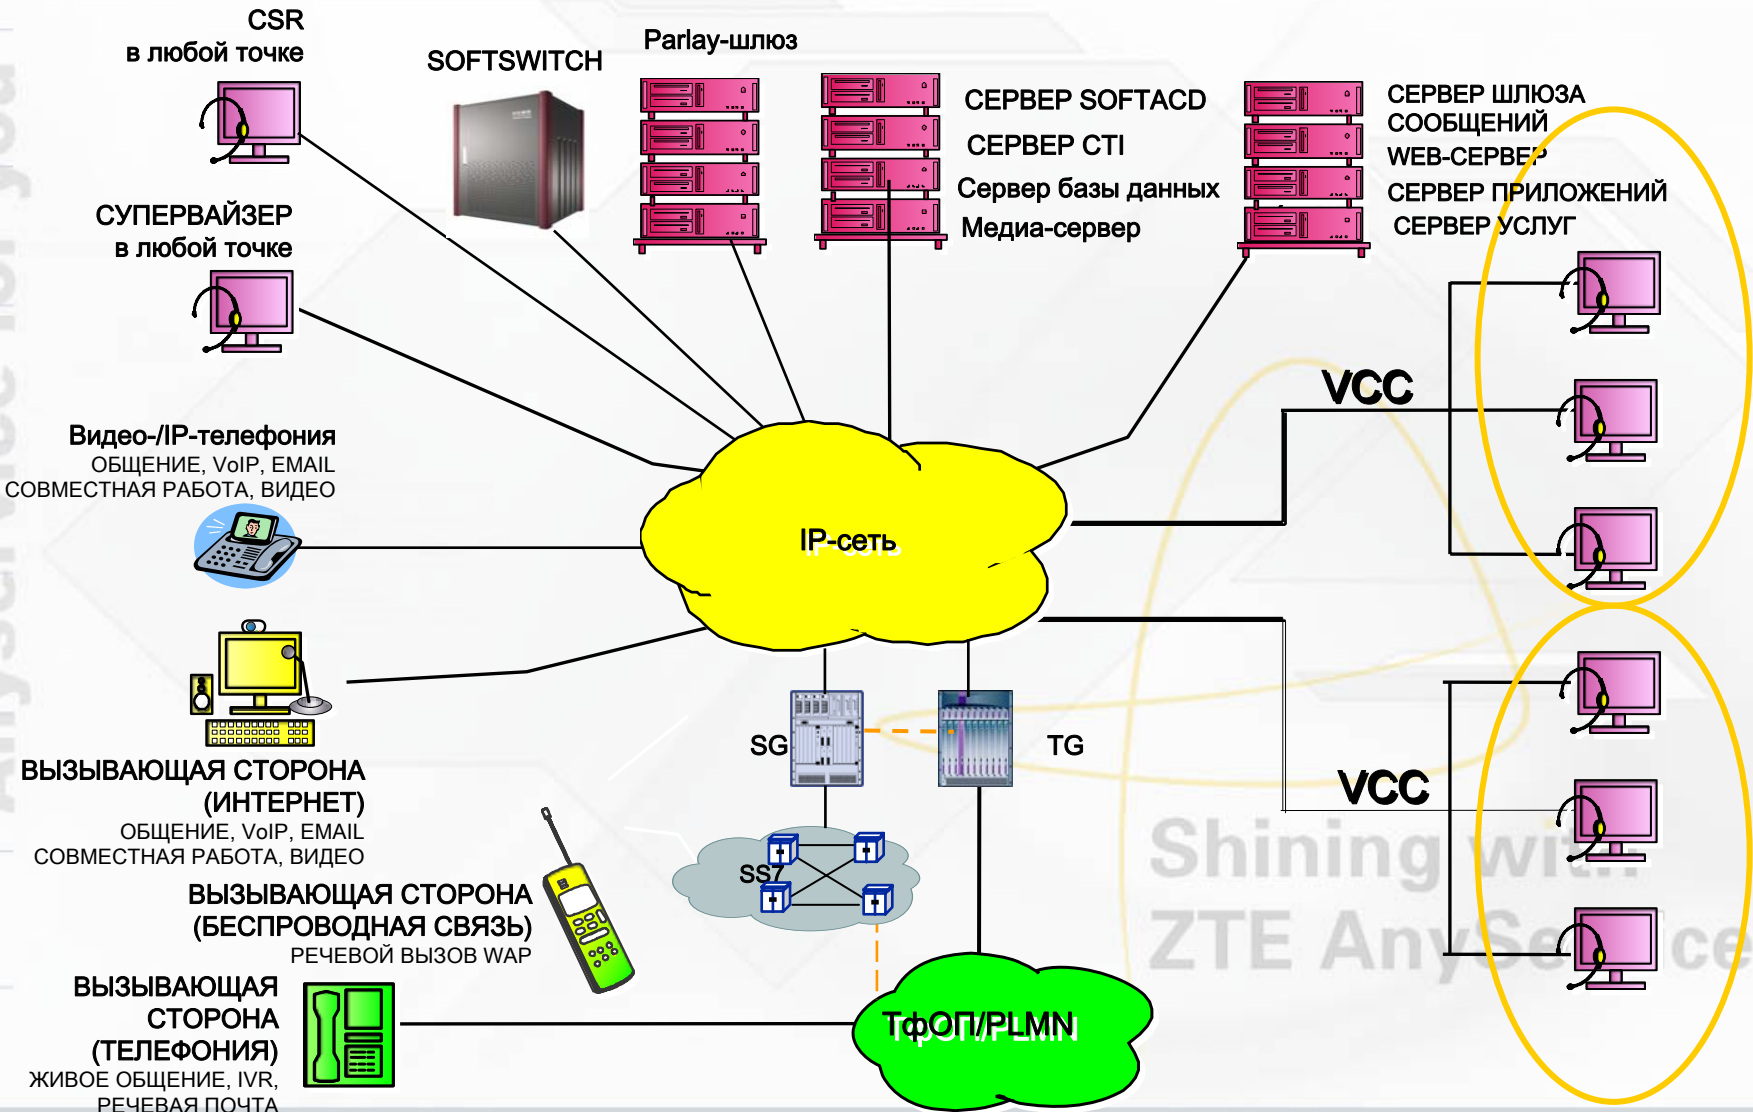 CSR
в любой точке
SOFTSWITCH
Parlay-шлюз
СЕРВЕР SOFTACD
СЕРВЕР CTI
Сервер базы данных
Медиа-сервер
СЕРВЕР ШЛЮЗА
СООБЩЕНИЙ
WEB-СЕРВЕР
СЕРВЕР ПРИЛОЖЕНИЙ
СЕРВЕР УСЛУГ
СУПЕРВАЙЗЕР
в любой точке
VCC
Видео-/IP-телефония
ОБЩЕНИЕ, VoIP, EMAIL
СОВМЕСТНАЯ РАБОТА, ВИДЕО
IP-сеть
SG
TG
VCC
ВЫЗЫВАЮЩАЯ СТОРОНА
(ИНТЕРНЕТ)
ОБЩЕНИЕ, VoIP, EMAIL
СОВМЕСТНАЯ РАБОТА, ВИДЕО
SS7
ВЫЗЫВАЮЩАЯ СТОРОНА
(БЕСПРОВОДНАЯ СВЯЗЬ)
РЕЧЕВОЙ ВЫЗОВ WAP
ВЫЗЫВАЮЩАЯ
СТОРОНА
(ТЕЛЕФОНИЯ)
ЖИВОЕ ОБЩЕНИЕ, IVR,
РЕЧЕВАЯ ПОЧТА
ТфОП/PLMN
Shining with
ZTE AnyService